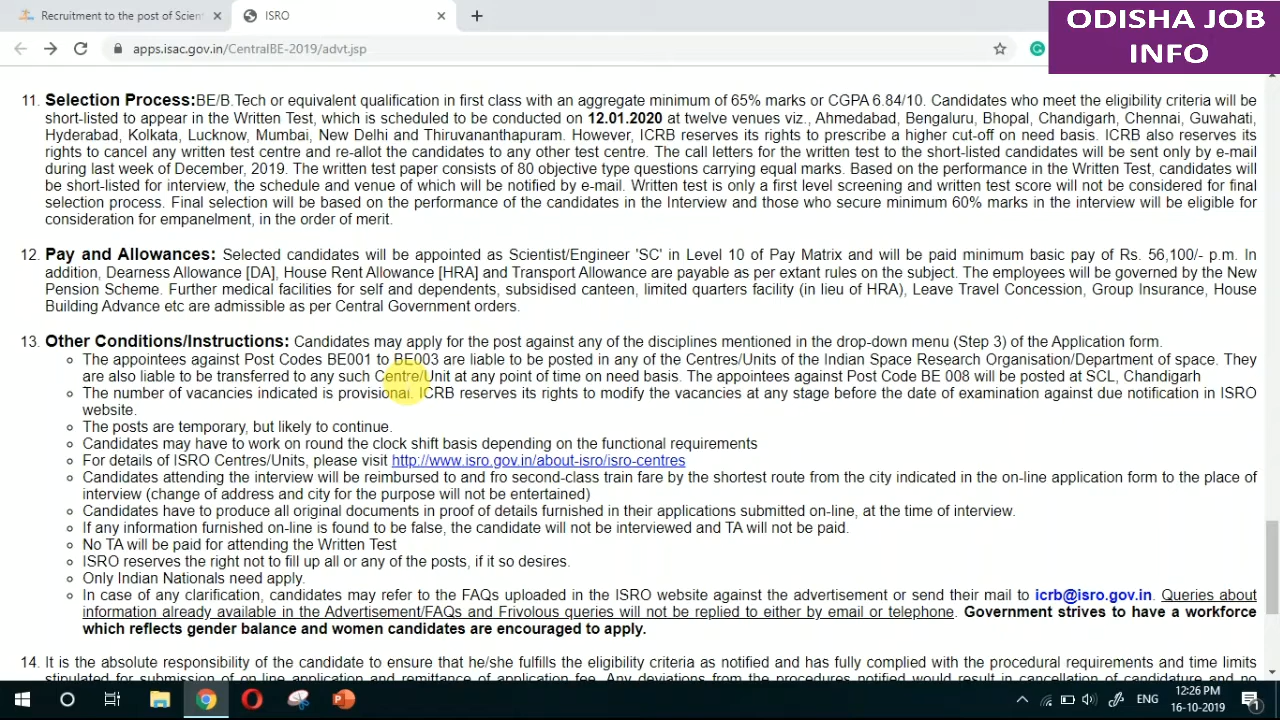 Recruitment to the post of Scien
ISRO
ODISHA JOB
INFO
apps.isac.gov.in/CentralBE-2019/advt.jsp
11. Selection Process:BE/B.Tech or equivalent qualification in first class with an aggregate minimum of 65% marks or CGPA 6.84/10. Candidates who meet the eligibility criteria will be
short-listed to appear in the Written Test, which is scheduled to be conducted on 12.01.2020 at twelve venues viz., Ahmedabad, Bengaluru, Bhopal, Chandigarh, Chennai, Guwahati,
Hyderabad, Kolkata, Lucknow, Mumbai, New Delhi and Thiruvananthapuram. However, ICRB reserves its rights to prescribe a higher cut-off on need basis. ICRB also reserves its
rights to cancel any written test centre and re-allot the candidates to any other test centre. The call letters for the written test to the short-listed candidates will be sent only by e-mail
during last week of December, 2019. The written test paper consists of 80 objective type questions carrying equal marks. Based on the performance in the Written Test, candidates will
be short-listed for interview, the schedule and venue of which will be notified by e-mail. Written test is only a first level screening and written test score will not be considered for final
selection process. Final selection will be based on the performance of the candidates in the Interview and those who secure minimum 60% marks in the interview will be eligible for
consideration for empanelment, in the order of merit.
12. Pay and Allowances: Selected candidates will be appointed as Scientist/Engineer 'SC' in Level 10 of Pay Matrix and will be paid minimum basic pay of Rs. 56,100/- p.m. In
addition, Dearness Allowance [DA], House Rent Allowance [HRA] and Transport Allowance are payable as per extant rules on the subject. The employees will be governed by the New
Pension Scheme. Further medical facilities for self and dependents, subsidised canteen, limited quarters facility (in lieu of HRA), Leave Travel Concession, Group Insurance, House
Building Advance etc are admissible as per Central Government orders.
13. Other Conditions/Instructions: Candidates may apply for the post against any of the disciplines mentioned in the drop-down menu (Step 3) of the Application form.
The appointees against Post Codes BE001 to BE003 are liable to be posted in any of the Centres/Units of the Indian Space Research Organisation/Department of space. They
are also liable to be transferred to any such Centre/Unit at any point of time on need basis. The appointees against Post Code BE 008 will be posted at SCL, Chandigarh
The number of vacancies indicated is provisional. ICRB reserves its rights to modify the vacancies at any stage before the date of examination against due notification in ISRO
website.
The posts are temporary, but likely to continue.
Candidates may have to work on round the clock shift basis depending on the functional requirements
For details of ISRO Centres/Units, please visit http://www.isro.gov.in/about-isro/isro-centres
Candidates attending the interview will be reimbursed to and fro second-class train fare by the shortest route from the city indicated in the on-line application form to the place of
interview (change of address and city for the purpose will not be entertained)
Candidates have to produce all original documents in proof of details furnished in their applications submitted on-line, at the time of interview.
If any information furnished on-line is found to be false, the candidate will not be interviewed and TA will not be paid.
No TA will be paid for attending the Written Test
ISRO reserves the right not to fill up all or any of the posts, if it so desires.
Only Indian Nationals need apply.
In case of any clarification, candidates may refer to the FAQs uploaded in the ISRO website against the advertisement or send their mail to icrb@isro.gov.in. Queries about
information already available in the Advertisement/FAQs and Frivolous queries will not be replied to either by email or telephone. Government strives to have a workforce
which reflects gender balance and women candidates are encouraged to apply.
14. It is the absolute responsibility of the candidate to ensure that he/she fulfills the eligibility criteria as notified and has fully complied with the procedural requirements and time limits
stipulated for submission of on-line application and remittance of application fee. Any deviations from the procedures notified would result in cancellation of candidature and no
ENG
12:26 PM
16-10-2019
1